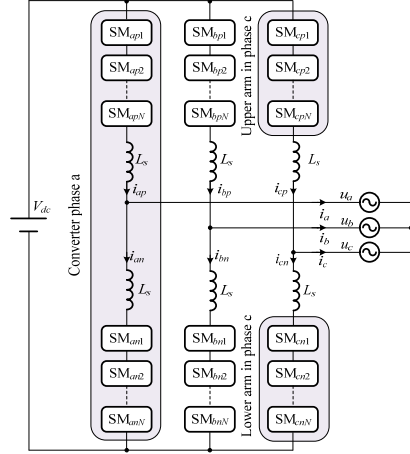 SM_ap1 SM_bp1 SM_cp1
SM_ap2 SM_bp2 SM_cp2
SM_apN SM_bpN SM_cpN
Upper arm in phase c
L_s L_s L_s
i_ap i_bp i_cp
V_dc
Converter phase a
u_a
i_a
u_b
i_b
u_c
i_c
i_an i_bn i_cn
L_s L_s L_s
SM_an1 SM_bn1 SM_cn1
SM_an2 SM_bn2 SM_cn2
SM_anN SM_bnN SM_cnN
Lower arm in phase c